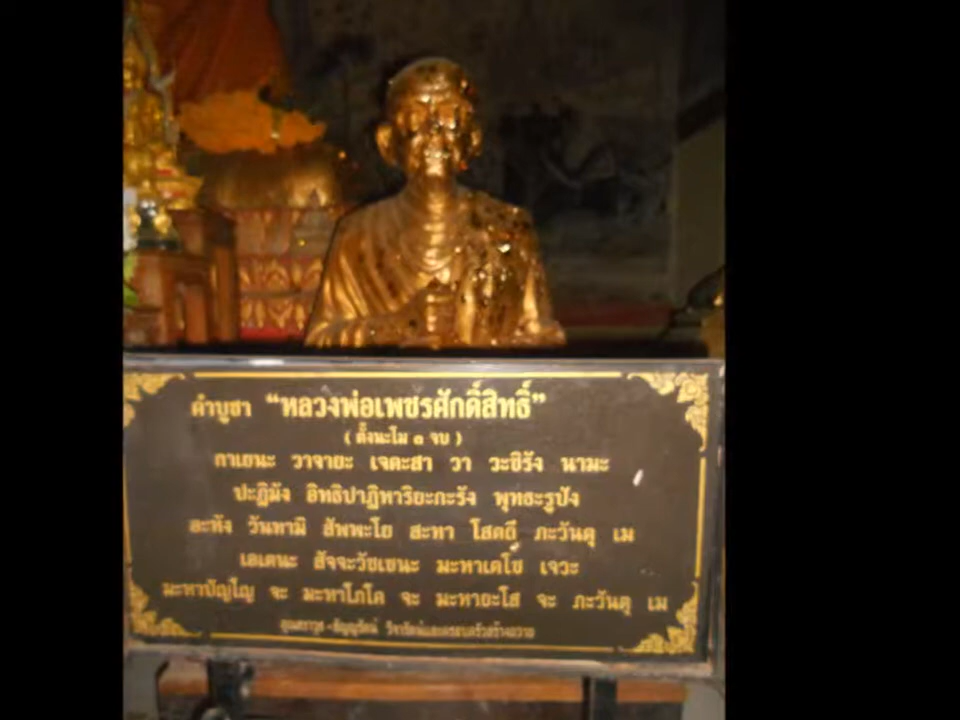 คำบูชา "หลวงพ่อเพชรศักดิ์สิทธิ์"
( ตั้งนะโม ๓ จบ )
กาเยนะ วาจายะ เจตะสา วา วะชิรัง นามะ
ปะฏิมัง อิทธิปาฏิหาริยะกะรัง พุทธะรูปัง
อะหัง วันทามิ สัพพะโย สะทา โสตถี ภะวันตุ เม
เอเตนะ สัจจะวัชเชนะ มะหาเตโช เจวะ
มะหาปัญโญ จะ มะหาโภโค จะ มะหายะโส จะ ภะวันตุ เม